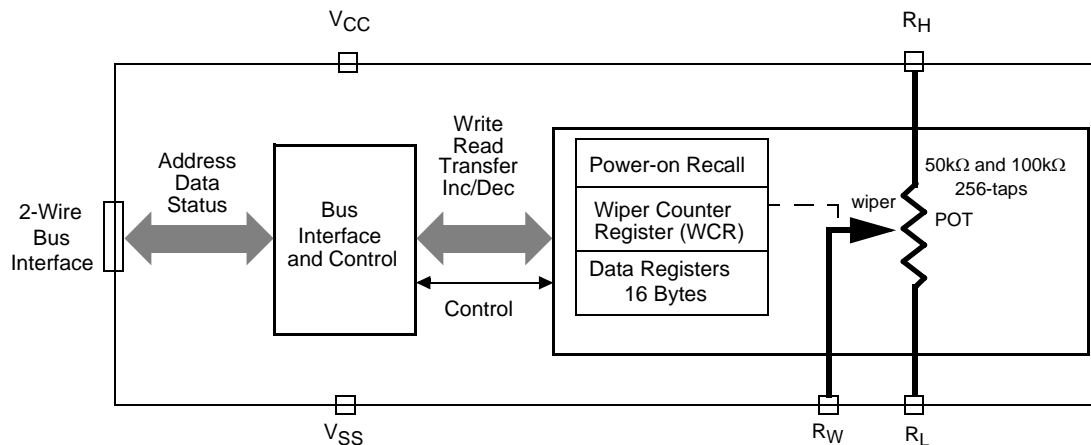 VCC
RH
Write
Read
Transfer
Inc/Dec
Address
Data
Status
2-Wire
Bus
Interface
Bus
Interface
and Control
Control
Power-on Recall
Wiper Counter
Register (WCR)
Data Registers
16 Bytes
50kΩ and 100kΩ
256-taps
wiper
POT
VSS
RW
RL